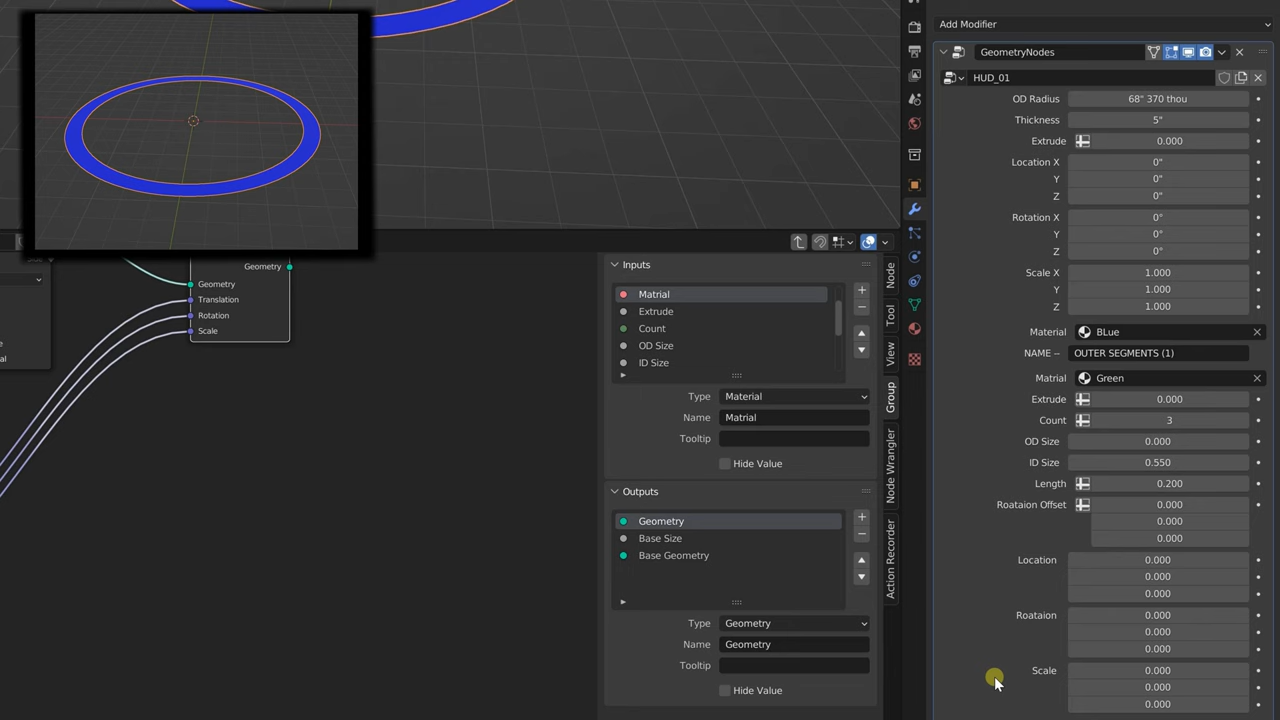 Add Modifier
GeometryNodes
HUD_01
OD Radius 68" 370 thou
Thickness 5"
Extrude 0.000
Location X 0"
Y 0"
Z 0"
Rotation X 0"
Y 0"
Z 0"
Scale X 1.000
Y 1.000
Z 1.000
Material BLue
NAME -- OUTER SEGMENTS (1)
Matrial Green
Extrude 0.000
Count 3
OD Size 0.000
ID Size 0.550
Length 0.200
Roataion Offset 0.000
0.000
0.000
Location 0.000
0.000
0.000
Roataion 0.000
0.000
0.000
Scale 0.000
0.000
0.000
Geometry
Geometry
Translation
Rotation
Scale
Inputs
Matrial
Extrude
Count
OD Size
ID Size
Type Material
Name Matrial
Tooltip
Hide Value
Outputs
Geometry
Base Size
Base Geometry
Type Geometry
Name Geometry
Tooltip
Hide Value
Node
Tool
View
Group
Node Wrangler
Action Recorder